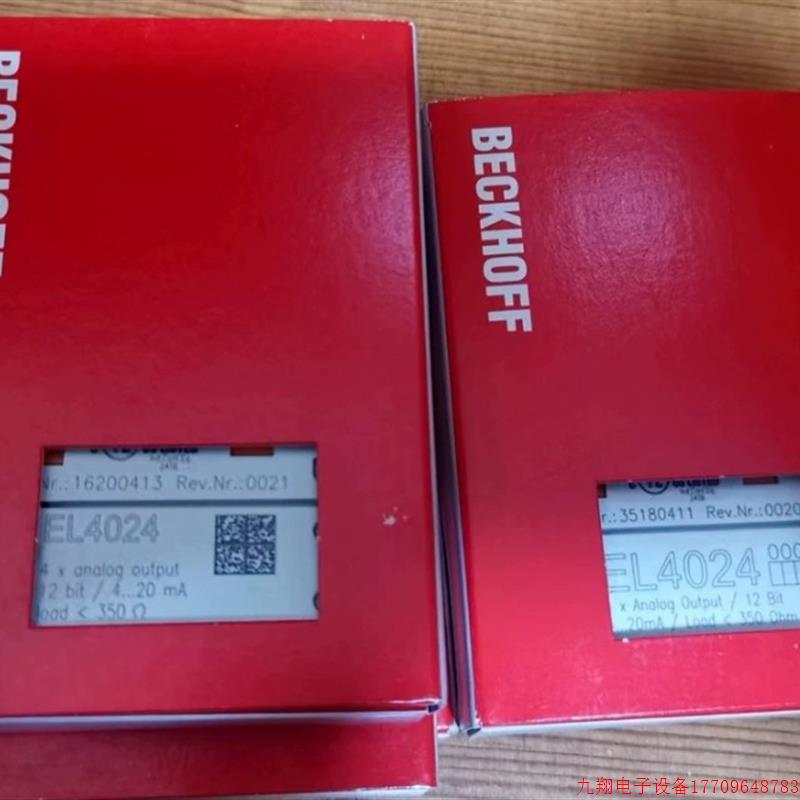 BECKHOFF
Nr.:16200413 Rev.Nr.:0021
EL4024
4 x analog output
12 bit / 4...20 mA
load < 350 Ω
BECKHOFF
r.:35180411 Rev.Nr.:0020
EL4024
x Analog Output / 12 Bit
20mA / Load < 350 Ohm
九翔电子设备17709648783